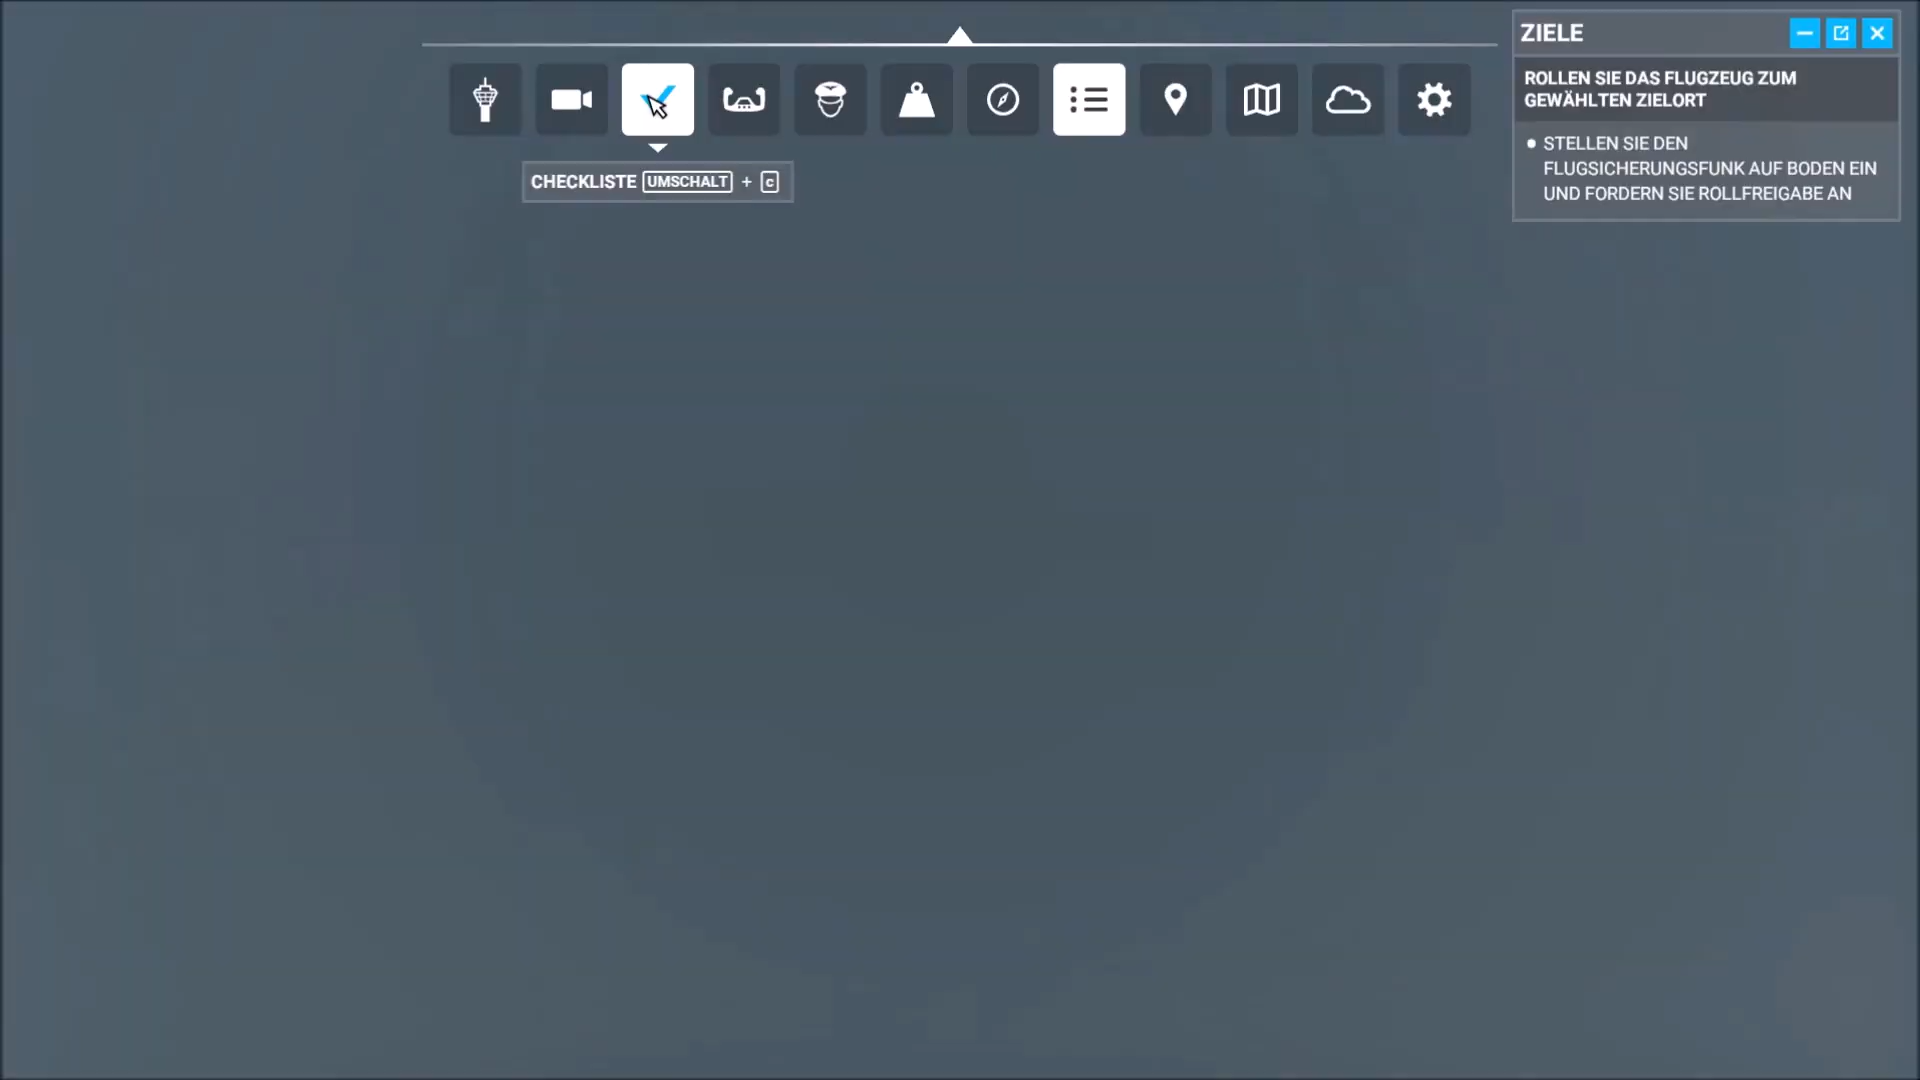 ZIELE
ROLLEN SIE DAS FLUGZEUG ZUM
GEWÄHLTEN ZIELORT
STELLEN SIE DEN
FLUGSICHERUNGSFUNK AUF BODEN EIN
UND FORDERN SIE ROLLFREIGABE AN
CHECKLISTE UMSCHALT + C